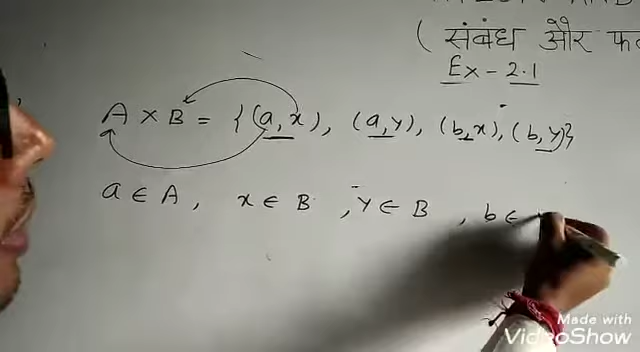 ( संबंध और
Ex - 2.1
A × B = {(a, x), (a, y), (b, x), (b, y)}
a ∈ A, x ∈ B, y ∈ B, b ∈
Made with
VideoShow